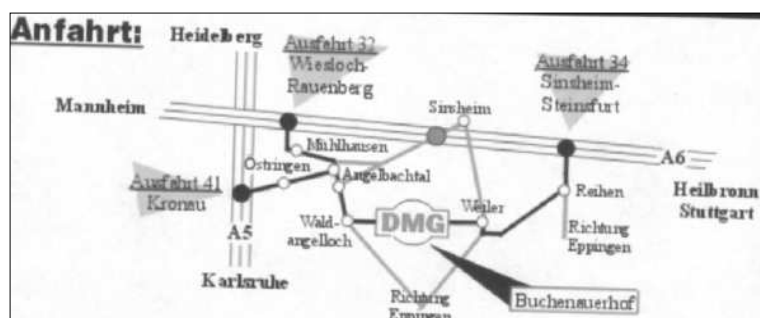 Anfahrt:
Heidelberg
Ausfahrt 32
Wiesloch-
Rauenberg
Ausfahrt 34
Sinsheim-
Steinsfurt
Mannheim
Sinsheim
Mühlhausen
Östringen
Angelbachtal
A6
Ausfahrt 41
Kronau
Reihen
Heilbronn
Stuttgart
Wald-
angelloch
DMG
Weiler
Richtung
Eppingen
A5
Karlsruhe
Richtung
Eppingen
Buchenauerhof